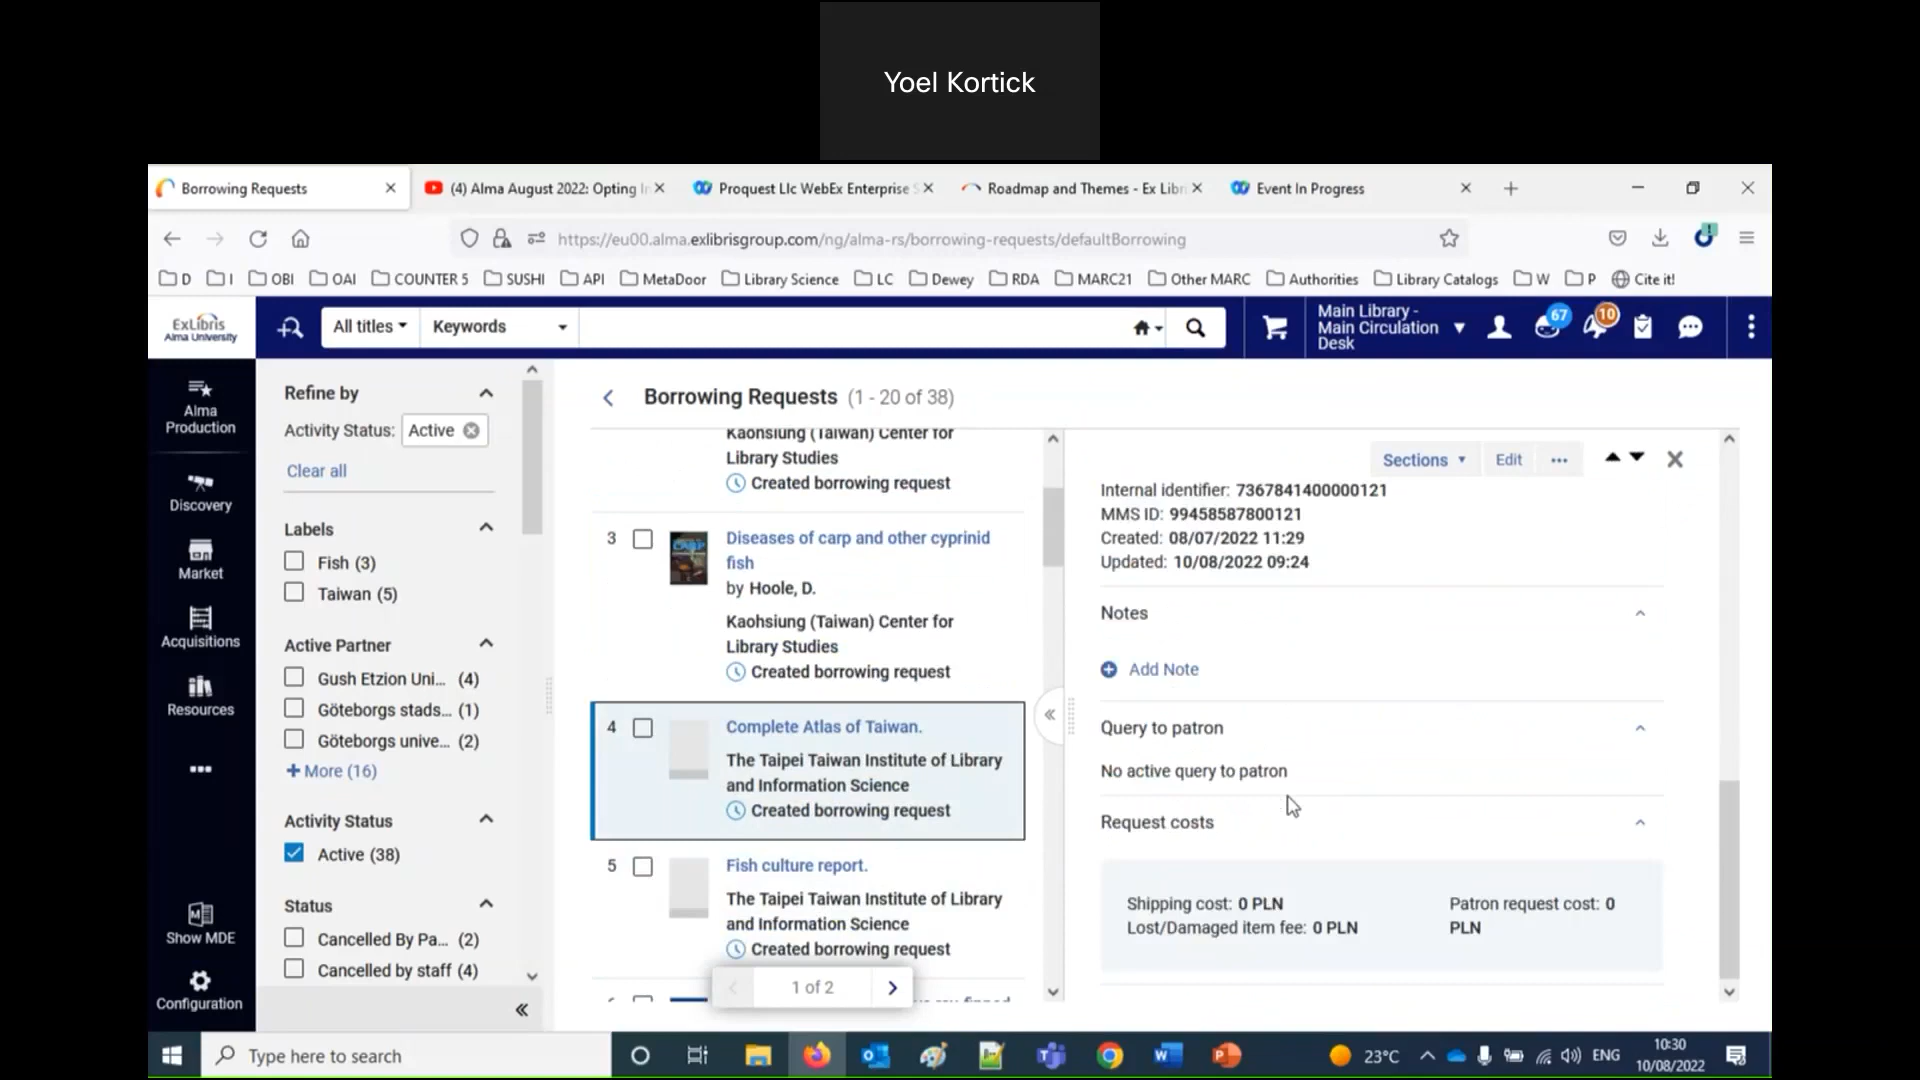 Yoel Kortick
Borrowing Requests
(4) Alma August 2022: Opting I
Proquest Llc WebEx Enterprise S
Roadmap and Themes - Ex Libri
Event In Progress
https://eu00.alma.exlibrisgroup.com/ng/alma-rs/borrowing-requests/defaultBorrowing
D
I
OBI
OAI
COUNTER 5
SUSHI
API
MetaDoor
Library Science
LC
Dewey
RDA
MARC21
Other MARC
Authorities
Library Catalogs
W
P
Cite it!
ExLibris
Alma University
All titles
Keywords
Main Library -
Main Circulation
Desk
67
10
Alma
Production
Discovery
Market
Acquisitions
Resources
Show MDE
Configuration
Refine by
Activity Status: Active
Clear all
Labels
Fish (3)
Taiwan (5)
Active Partner
Gush Etzion Uni... (4)
Göteborgs stads... (1)
Göteborgs unive... (2)
+ More (16)
Activity Status
Active (38)
Status
Cancelled By Pa... (2)
Cancelled by staff (4)
Borrowing Requests (1 - 20 of 38)
Kaohsiung (Taiwan) Center for
Library Studies
Created borrowing request
3
Diseases of carp and other cyprinid
fish
by Hoole, D.
Kaohsiung (Taiwan) Center for
Library Studies
Created borrowing request
4
Complete Atlas of Taiwan.
The Taipei Taiwan Institute of Library
and Information Science
Created borrowing request
5
Fish culture report.
The Taipei Taiwan Institute of Library
and Information Science
Created borrowing request
1 of 2
Sections
Edit
Internal identifier: 7367841400000121
MMS ID: 99458587800121
Created: 08/07/2022 11:29
Updated: 10/08/2022 09:24
Notes
Add Note
Query to patron
No active query to patron
Request costs
Shipping cost: 0 PLN
Lost/Damaged item fee: 0 PLN
Patron request cost: 0
PLN
Type here to search
23°C
ENG
10:30
10/08/2022